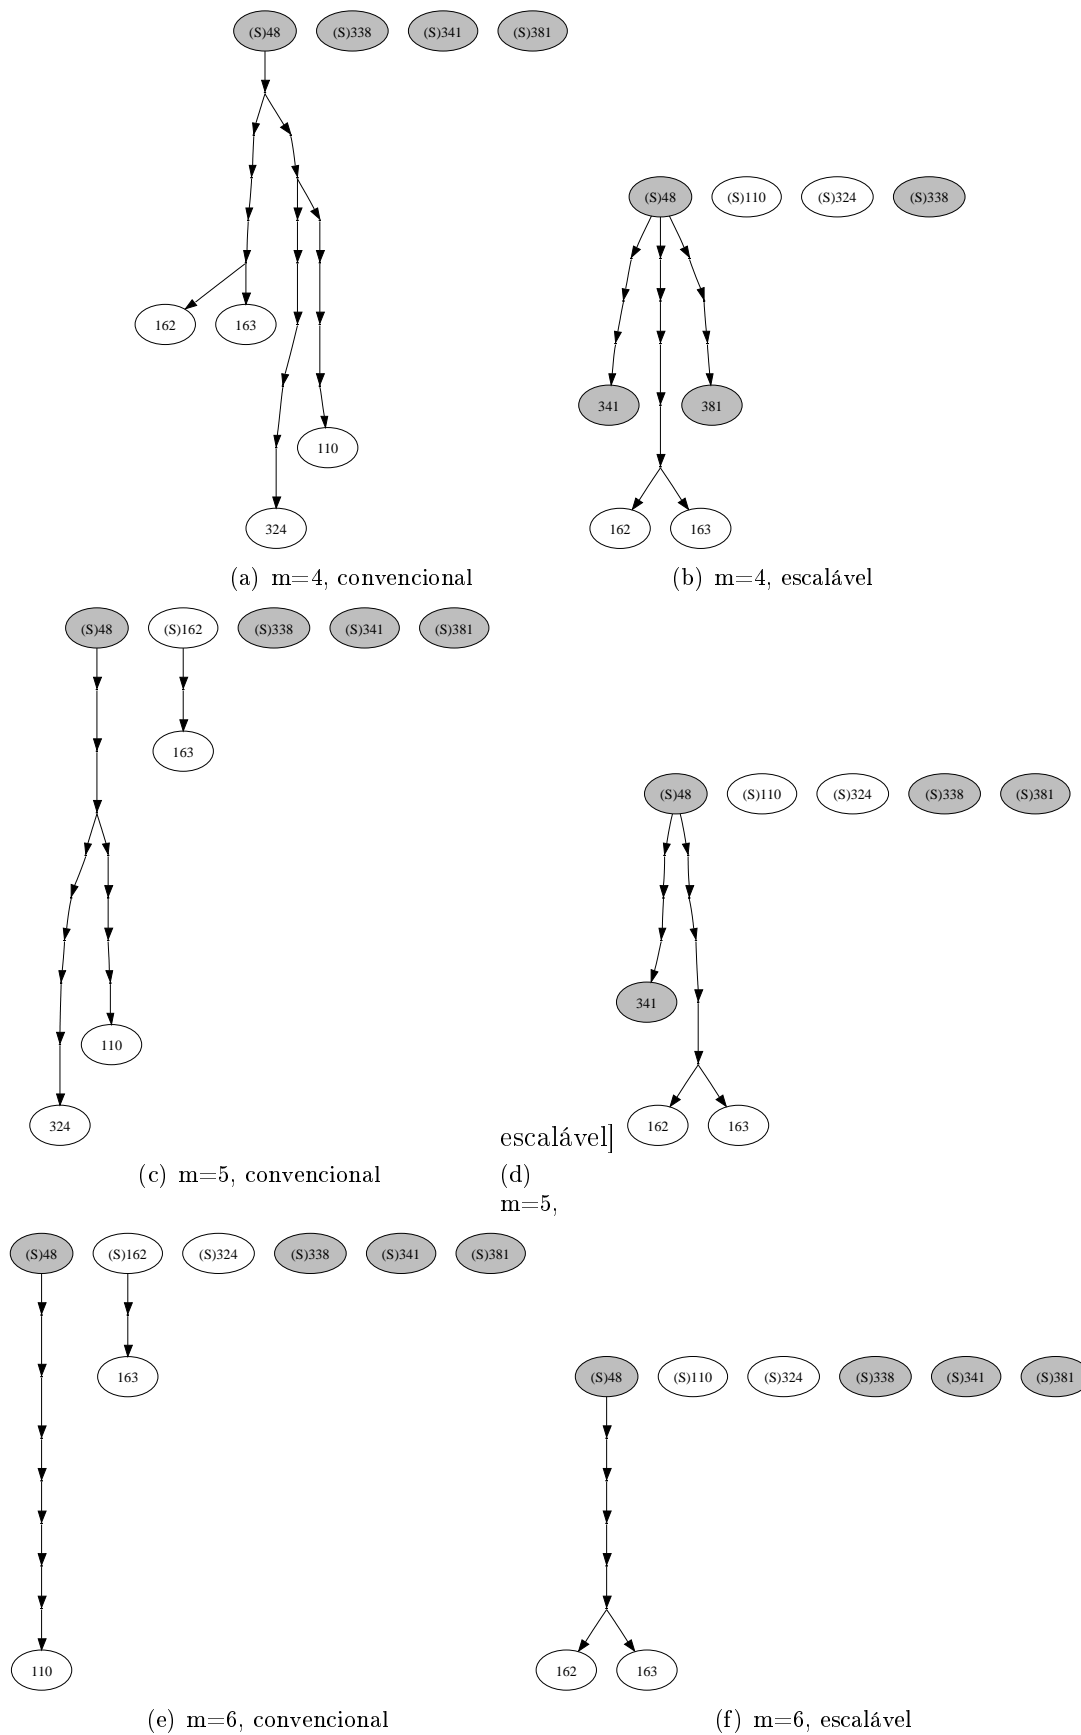 (S)48 (S)338 (S)341 (S)381
162 163
110
324
(a) m=4, convencional
(S)48 (S)110 (S)324 (S)338
341 381
162 163
(b) m=4, escalável
(S)48 (S)162 (S)338 (S)341 (S)381
163
110
324
(c) m=5, convencional
(S)48 (S)110 (S)324 (S)338 (S)381
341
162 163
escalável]
(d)
m=5,
(S)48 (S)162 (S)324 (S)338 (S)341 (S)381
163
110
(e) m=6, convencional
(S)48 (S)110 (S)324 (S)338 (S)341 (S)381
162 163
(f) m=6, escalável